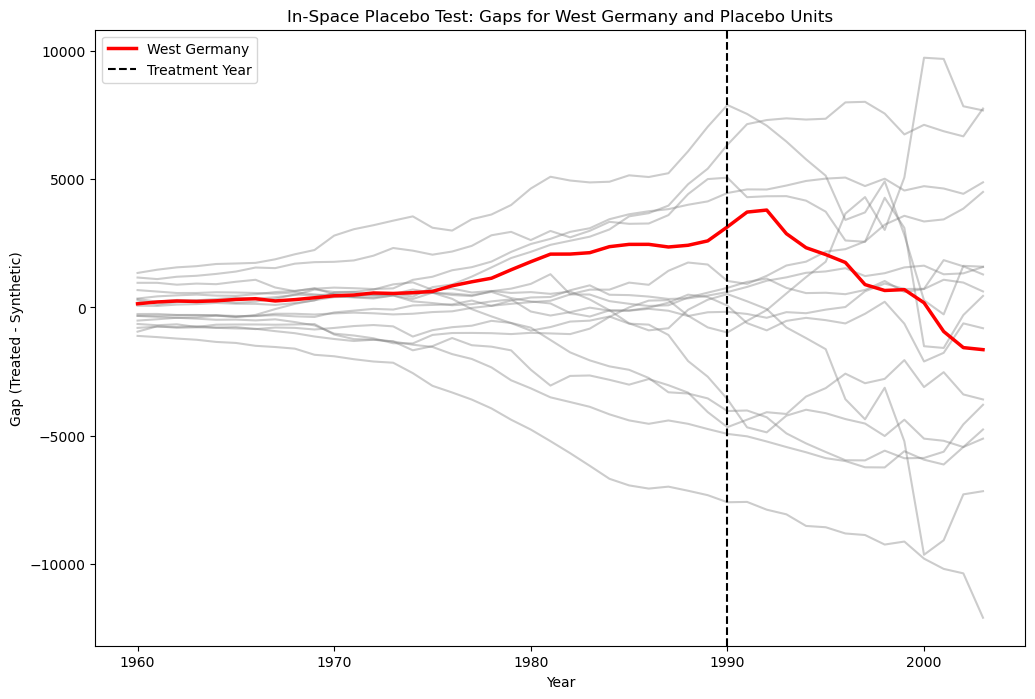 In-Space Placebo Test: Gaps for West Germany and Placebo Units
West Germany
Treatment Year
10000
5000
0
−5000
−10000
Gap (Treated - Synthetic)
1960
1970
1980
1990
2000
Year